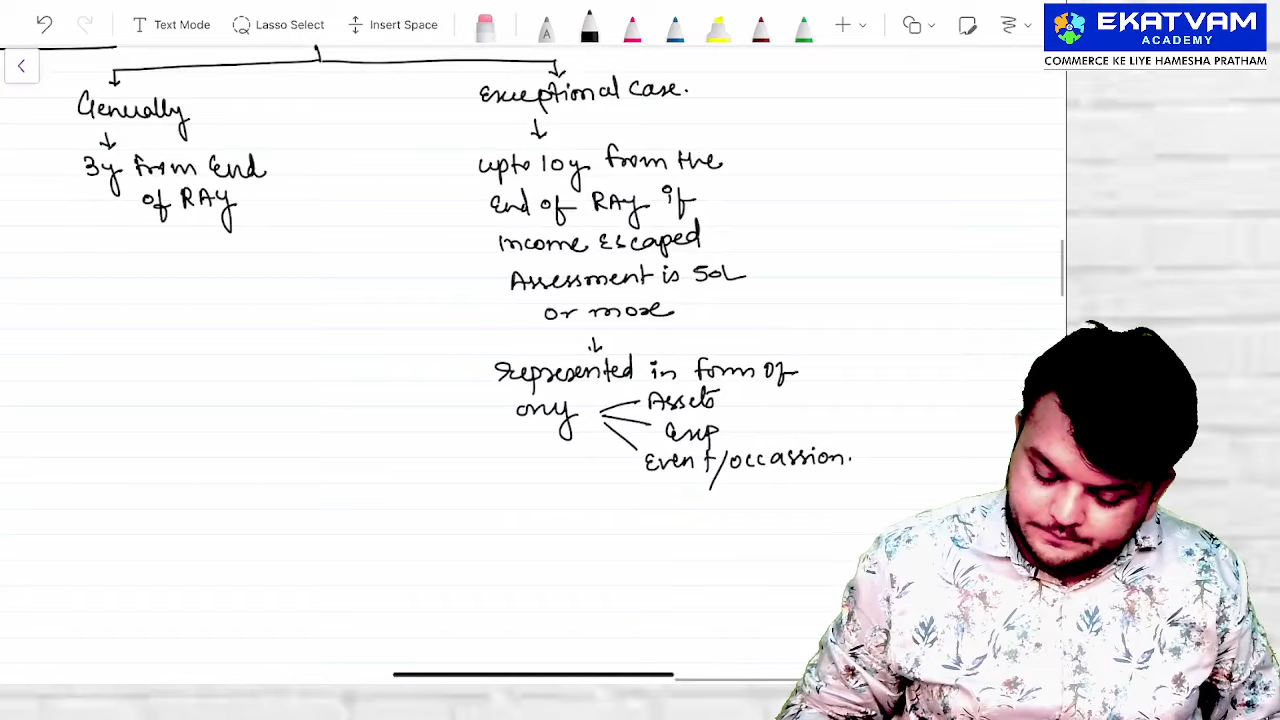 Text Mode
Lasso Select
Insert Space
EKATVAM
ACADEMY
COMMERCE KE LIYE HAMESHA PRATHAM
Generally
3y from End
of RAY
Exceptional Case.
upto 10y from the
End of RAY if
Income Escaped
Assessment is 50L
or more
represented in form of
any
Assets
Exp
Event/occassion.